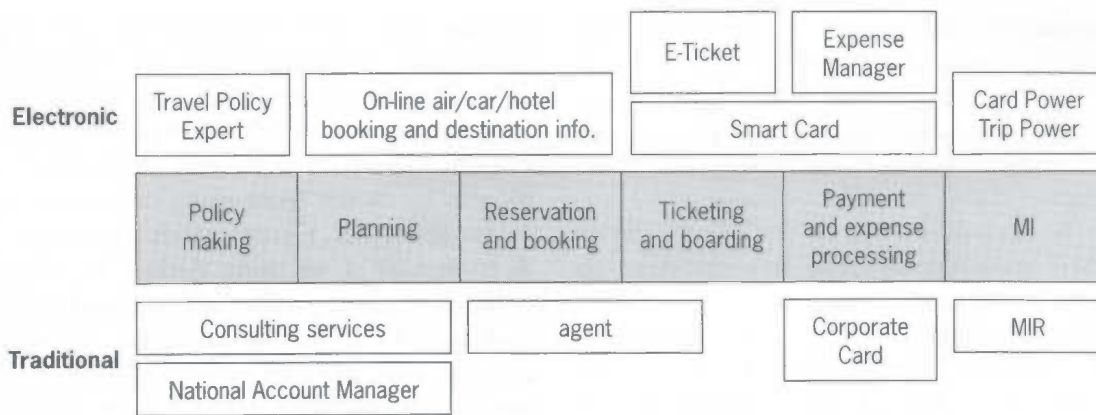 E-Ticket
Expense
Manager
Electronic
Travel Policy
Expert
On-line air/car/hotel
booking and destination info.
Smart Card
Card Power
Trip Power
Policy
making
Planning
Reservation
and booking
Ticketing
and boarding
Payment
and expense
processing
MI
Traditional
Consulting services
agent
Corporate
Card
MIR
National Account Manager